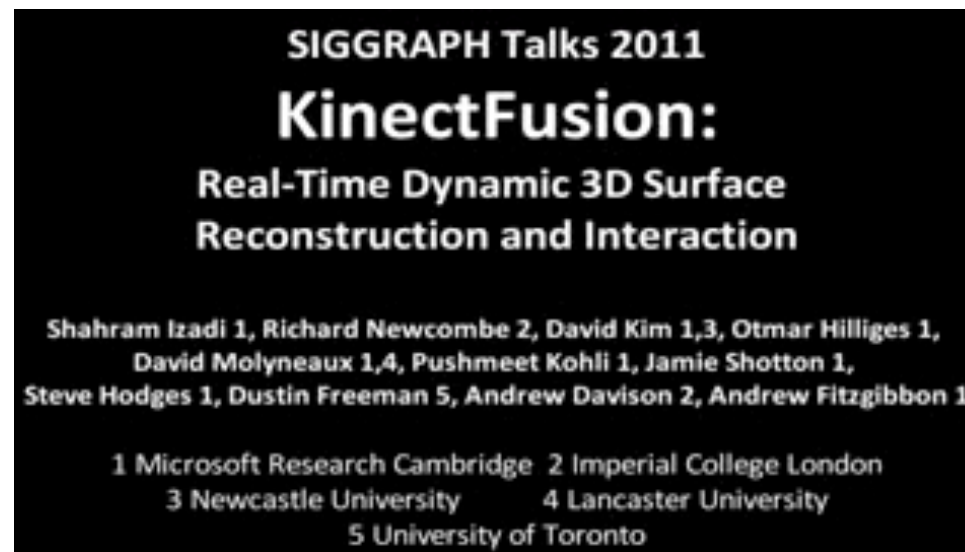 SIGGRAPH Talks 2011
KinectFusion:
Real-Time Dynamic 3D Surface
Reconstruction and Interaction
Shahram Izadi 1, Richard Newcombe 2, David Kim 1,3, Otmar Hilliges 1,
David Molyneaux 1,4, Pushmeet Kohli 1, Jamie Shotton 1,
Steve Hodges 1, Dustin Freeman 5, Andrew Davison 2, Andrew Fitzgibbon 1
1 Microsoft Research Cambridge 2 Imperial College London
3 Newcastle University 4 Lancaster University
5 University of Toronto